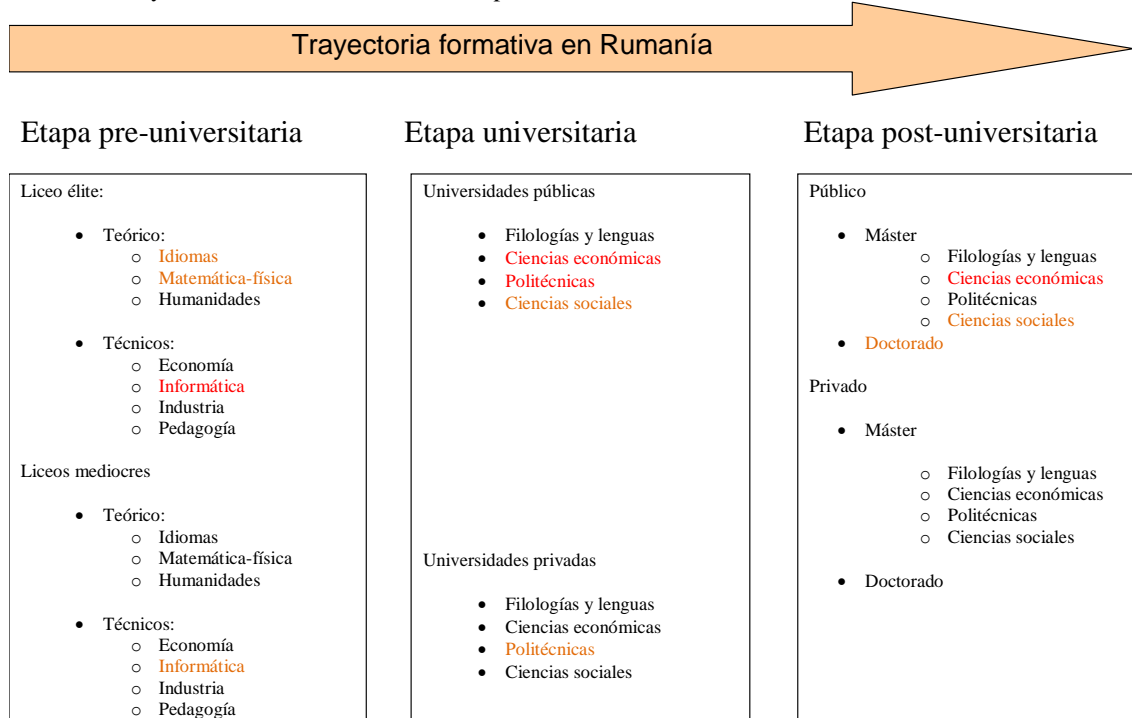 Trayectoria formativa en Rumanía
Etapa pre-universitaria
Liceo élite:
• Teórico:
o Idiomas
o Matemática-física
o Humanidades
• Técnicos:
o Economía
o Informática
o Industria
o Pedagogía
Liceos mediocres
• Teórico:
o Idiomas
o Matemática-física
o Humanidades
• Técnicos:
o Economía
o Informática
o Industria
o Pedagogía
Etapa universitaria
Universidades públicas
• Filologías y lenguas
• Ciencias económicas
• Politécnicas
• Ciencias sociales
Universidades privadas
• Filologías y lenguas
• Ciencias económicas
• Politécnicas
• Ciencias sociales
Etapa post-universitaria
Público
• Máster
o Filologías y lenguas
o Ciencias económicas
o Politécnicas
o Ciencias sociales
• Doctorado
Privado
• Máster
o Filologías y lenguas
o Ciencias económicas
o Politécnicas
o Ciencias sociales
• Doctorado